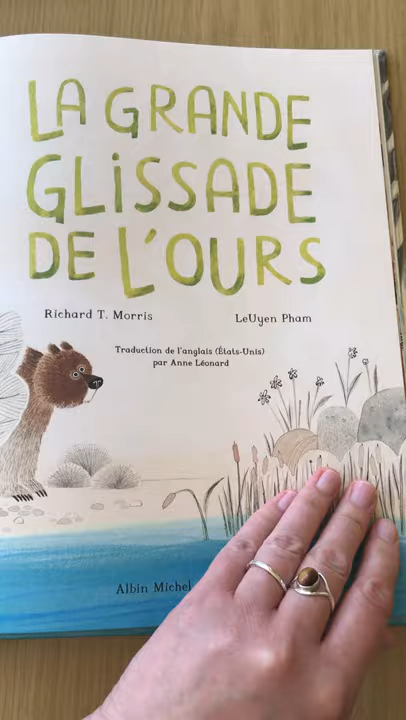 LA GRANDE
GLiSSADE
DE L'OURS
Richard T. Morris LeUyen Pham
Traduction de l'anglais (États-Unis)
par Anne Léonard
Albin Michel